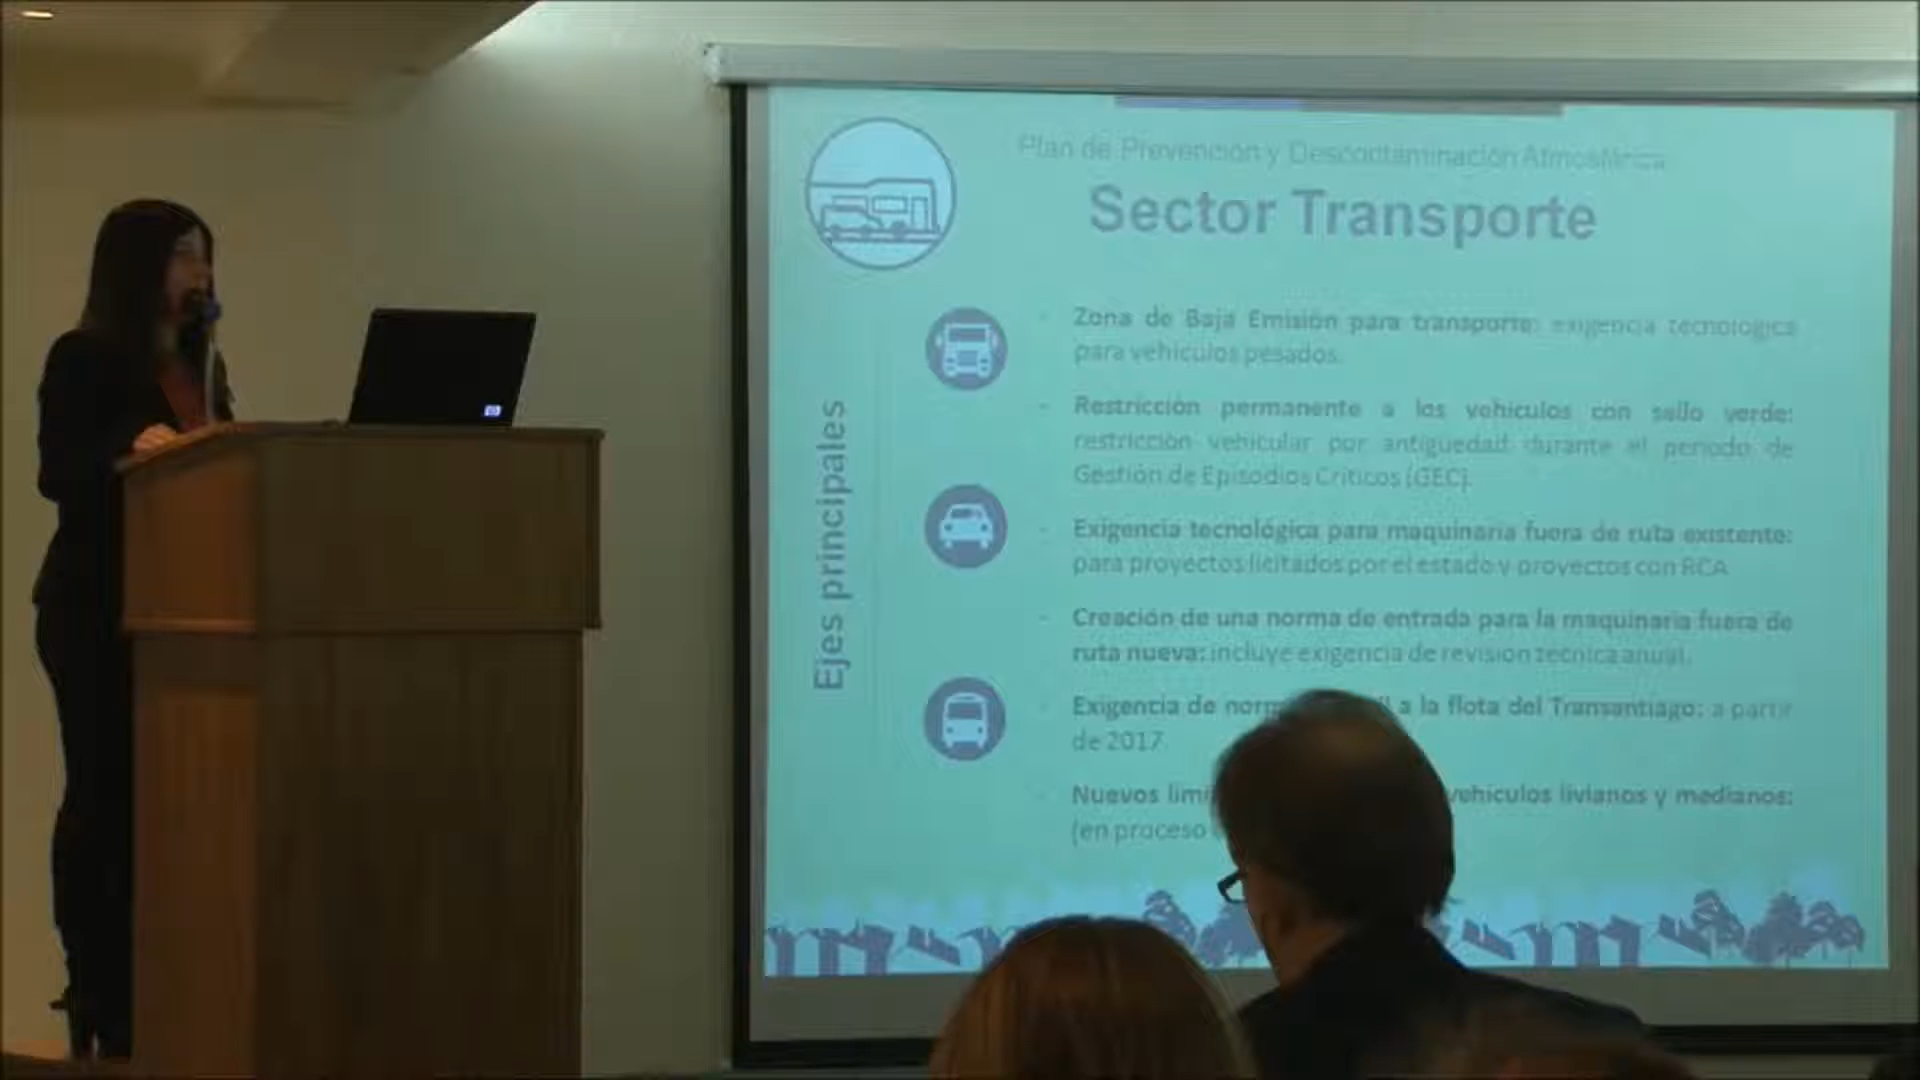 Plan de Prevención y Descontaminación Atmosférica
Sector Transporte
Ejes principales
- Zona de Baja Emisión para transporte: exigencia tecnológica
para vehículos pesados.
- Restricción permanente a los vehículos con sello verde:
restricción vehicular por antigüedad durante el periodo de
Gestión de Episodios Críticos (GEC).
- Exigencia tecnológica para maquinaria fuera de ruta existente:
para proyectos licitados por el estado y proyectos con RCA
- Creación de una norma de entrada para la maquinaria fuera de
ruta nueva: incluye exigencia de revisión técnica anual.
- Exigencia de a la flota del Transantiago: a partir
de 2017
- Nuevos vehículos livianos y medianos:
(en proceso
hp